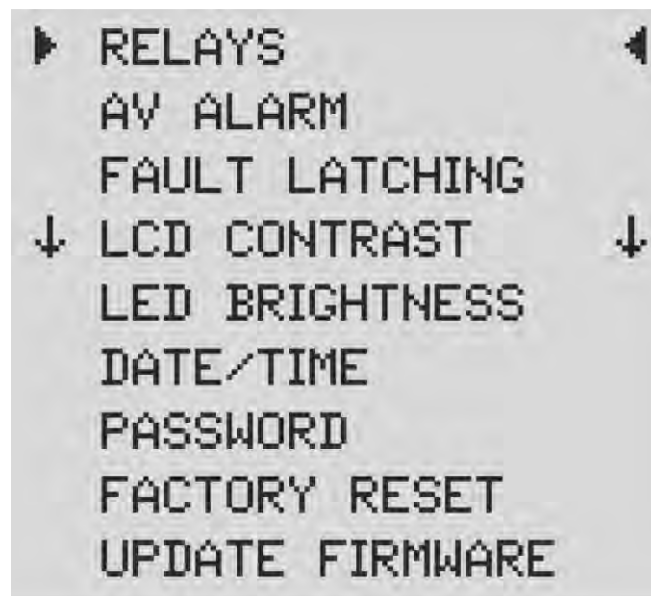 RELAYS
AV ALARM
FAULT LATCHING
LCD CONTRAST
LED BRIGHTNESS
DATE/TIME
PASSWORD
FACTORY RESET
UPDATE FIRMWARE